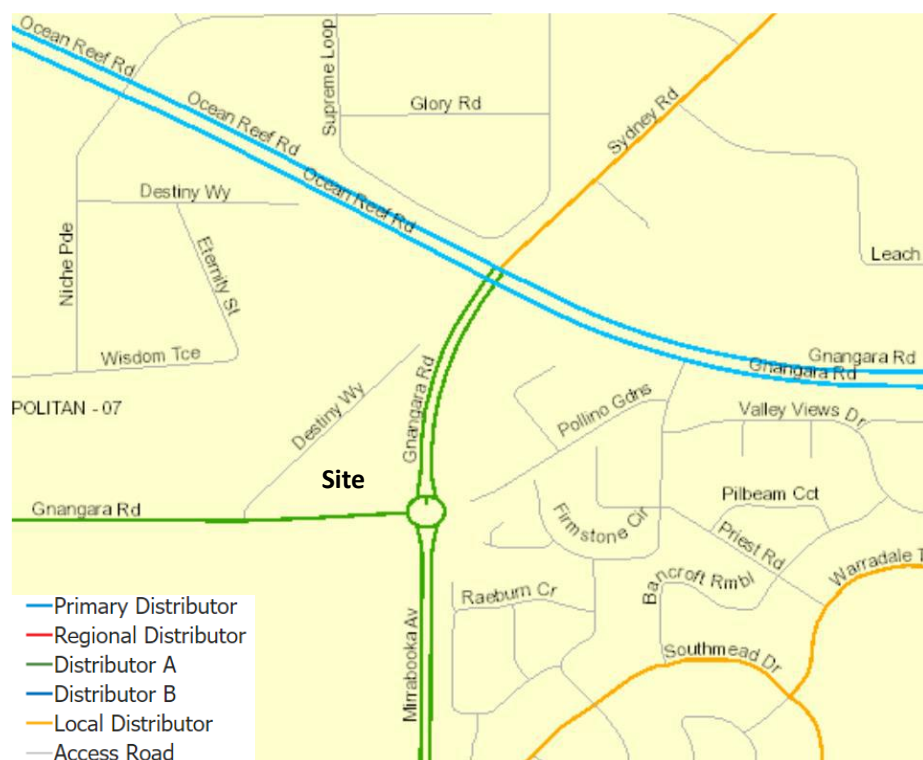 Ocean Reef Rd
Ocean Reef Rd
Ocean Reef Rd
Supreme Loop
Glory Rd
Sydney Rd
Destiny Wy
Niche Pde
Eternity St
Leach
Wisdom Tce
Gnangara Rd
Gnangara Rd
Gnangara Rd
Destiny Wy
POLITAN - 07
Pollino Gdns
Valley Views Dr
Site
Gnangara Rd
Firmstone Cir
Pilbeam Cct
Priest Rd
Warradale T
Bancroft Rmbl
Raeburn Cr
Southmead Dr
Mirrabooka Av
Primary Distributor
Regional Distributor
Distributor A
Distributor B
Local Distributor
Access Road